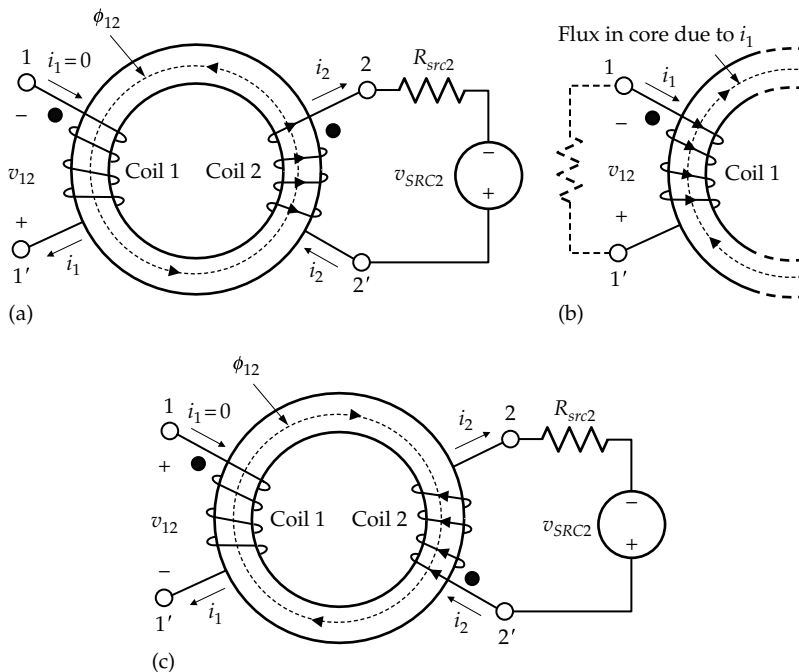 ϕ12
1
i1=0
−
v12
+
1′
i1
Coil 1
Coil 2
i2
2
Rsrc2
vSRC2
−
+
i2
2′
(a)
Flux in core due to i1
1
i1
−
v12
+
1′
Coil 1
(b)
ϕ12
1
i1=0
+
v12
−
1′
i1
Coil 1
Coil 2
i2
2
Rsrc2
vSRC2
−
+
i2
2′
(c)